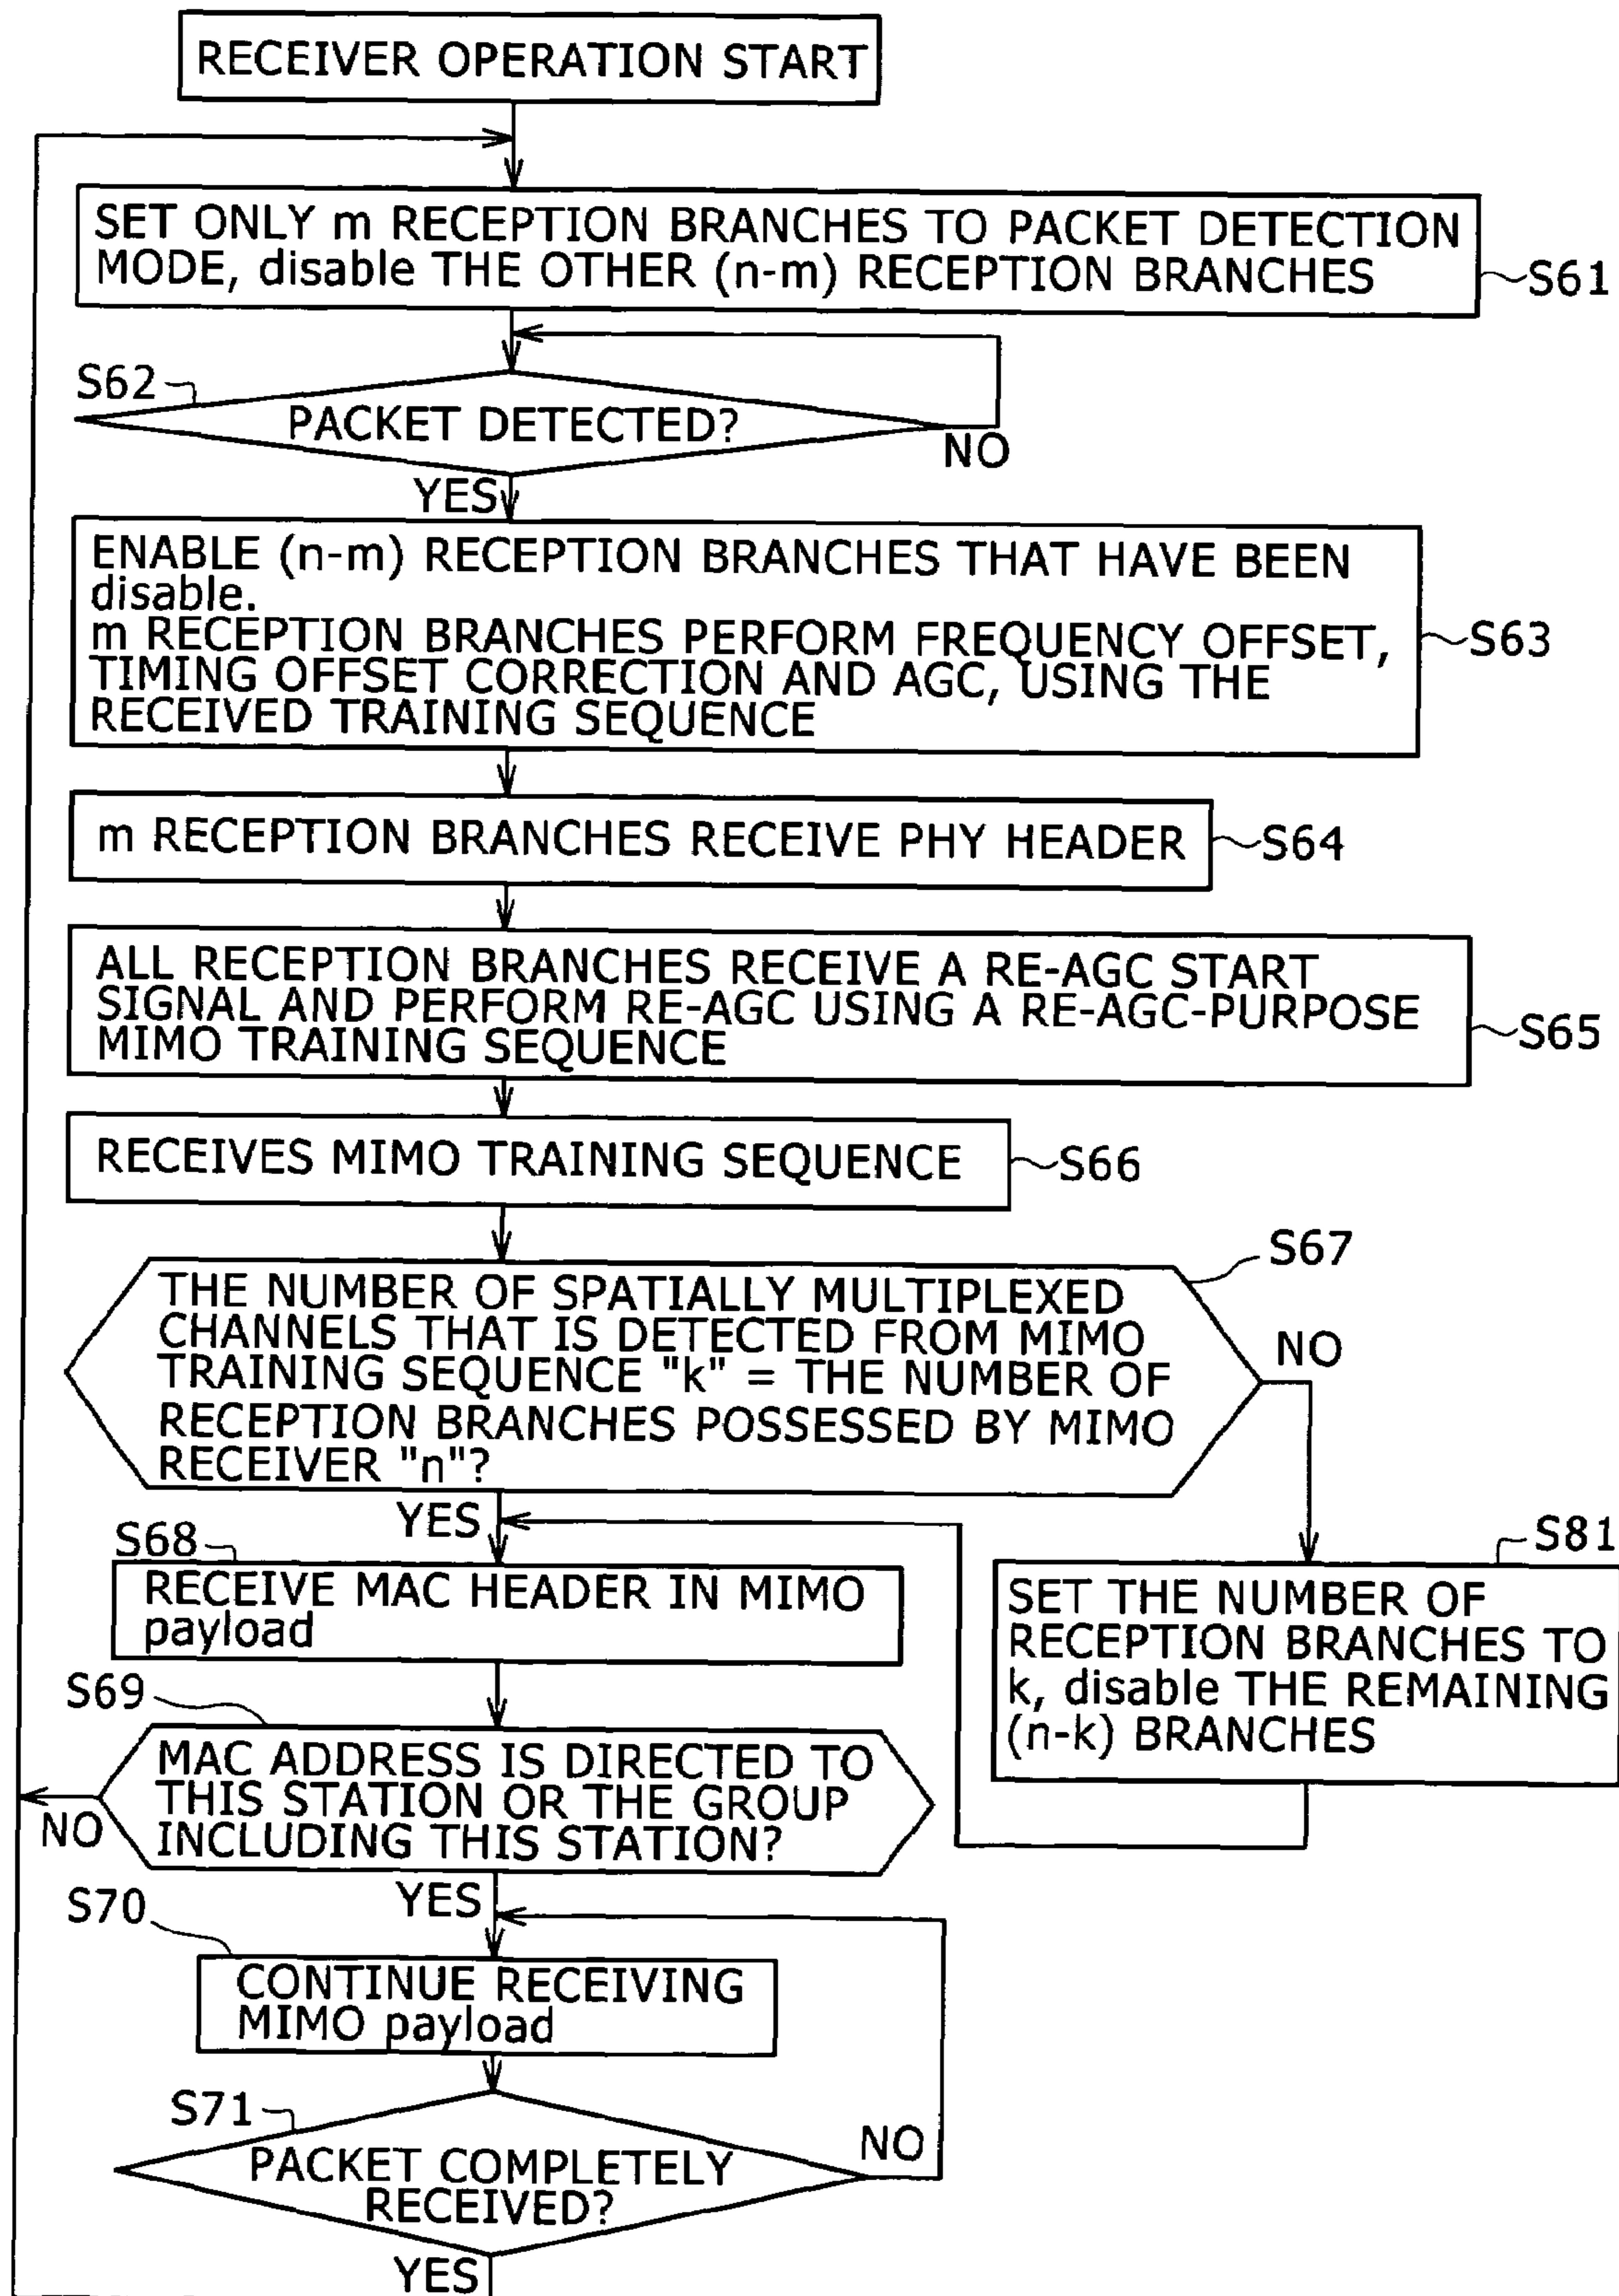 RECEIVER OPERATION START
SET ONLY m RECEPTION BRANCHES TO PACKET DETECTION
MODE, disable THE OTHER (n-m) RECEPTION BRANCHES
S61
S62
PACKET DETECTED?
NO
YES
ENABLE (n-m) RECEPTION BRANCHES THAT HAVE BEEN
disable.
m RECEPTION BRANCHES PERFORM FREQUENCY OFFSET,
TIMING OFFSET CORRECTION AND AGC, USING THE
RECEIVED TRAINING SEQUENCE
S63
m RECEPTION BRANCHES RECEIVE PHY HEADER
S64
ALL RECEPTION BRANCHES RECEIVE A RE-AGC START
SIGNAL AND PERFORM RE-AGC USING A RE-AGC-PURPOSE
MIMO TRAINING SEQUENCE
S65
RECEIVES MIMO TRAINING SEQUENCE
S66
S67
THE NUMBER OF SPATIALLY MULTIPLEXED
CHANNELS THAT IS DETECTED FROM MIMO
TRAINING SEQUENCE "k" = THE NUMBER OF
RECEPTION BRANCHES POSSESSED BY MIMO
RECEIVER "n"?
NO
YES
S68
RECEIVE MAC HEADER IN MIMO
payload
S81
SET THE NUMBER OF
RECEPTION BRANCHES TO
k, disable THE REMAINING
(n-k) BRANCHES
S69
MAC ADDRESS IS DIRECTED TO
THIS STATION OR THE GROUP
INCLUDING THIS STATION?
NO
YES
S70
CONTINUE RECEIVING
MIMO payload
S71
PACKET COMPLETELY
RECEIVED?
NO
YES